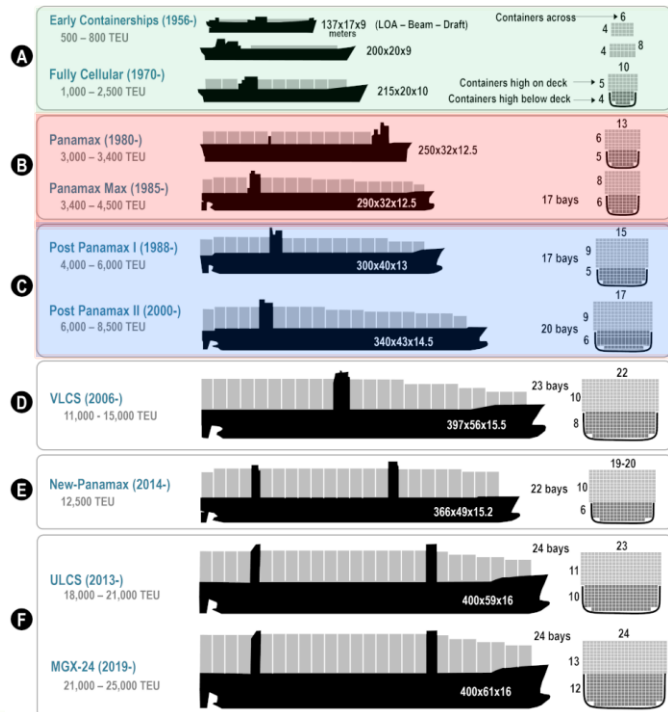 A
Early Containerships (1956-)
500 – 800 TEU
137x17x9 (LOA – Beam – Draft)
meters
200x20x9
Containers across
6
4
4
8
Fully Cellular (1970-)
1,000 – 2,500 TEU
215x20x10
10
Containers high on deck
5
Containers high below deck
4
B
Panamax (1980-)
3,000 – 3,400 TEU
250x32x12.5
13
6
5
Panamax Max (1985-)
3,400 – 4,500 TEU
290x32x12.5
17 bays
8
6
C
Post Panamax I (1988-)
4,000 – 6,000 TEU
300x40x13
17 bays
15
9
5
Post Panamax II (2000-)
6,000 – 8,500 TEU
340x43x14.5
20 bays
17
9
6
D
VLCS (2006-)
11,000 - 15,000 TEU
397x56x15.5
23 bays
22
10
8
E
New-Panamax (2014-)
12,500 TEU
366x49x15.2
22 bays
19-20
10
6
F
ULCS (2013-)
18,000 – 21,000 TEU
400x59x16
24 bays
23
11
10
MGX-24 (2019-)
21,000 – 25,000 TEU
400x61x16
24 bays
24
13
12